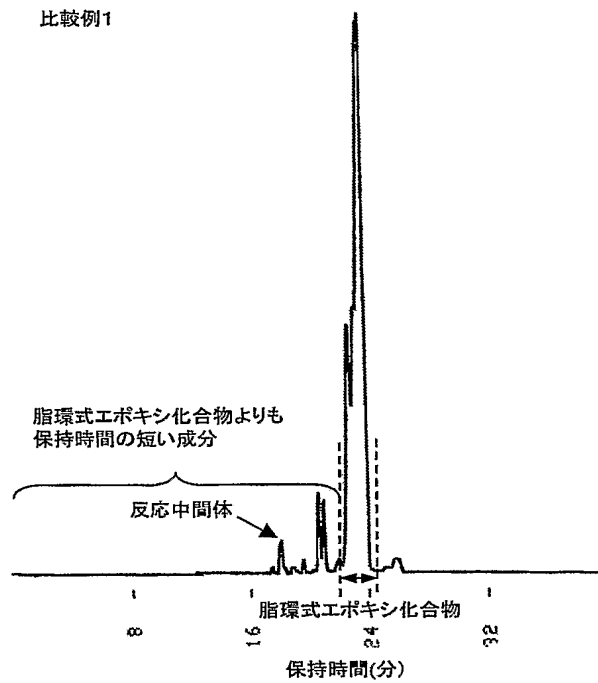 比較例1
脂環式エポキシ化合物よりも
保持時間の短い成分
反応中間体
脂環式エポキシ化合物
8
16
24
32
保持時間(分)